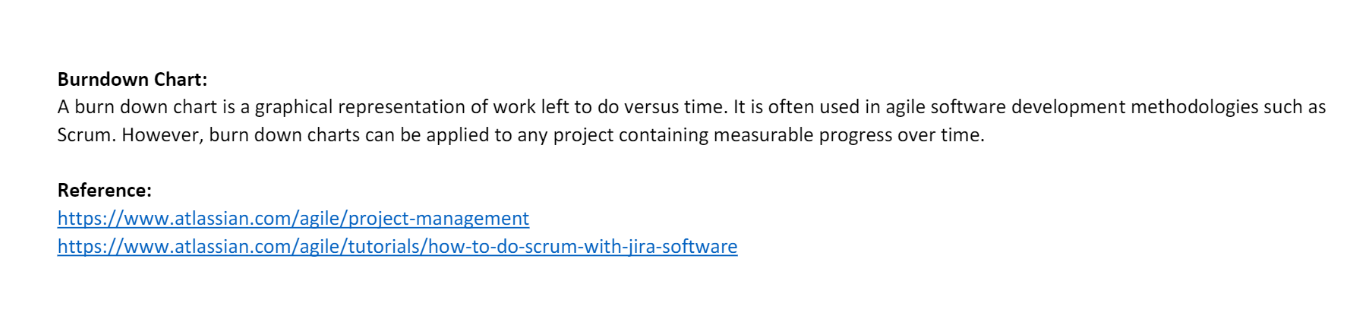 Burndown Chart:
A burn down chart is a graphical representation of work left to do versus time. It is often used in agile software development methodologies such as
Scrum. However, burn down charts can be applied to any project containing measurable progress over time.
Reference:
https://www.atlassian.com/agile/project-management
https://www.atlassian.com/agile/tutorials/how-to-do-scrum-with-jira-software